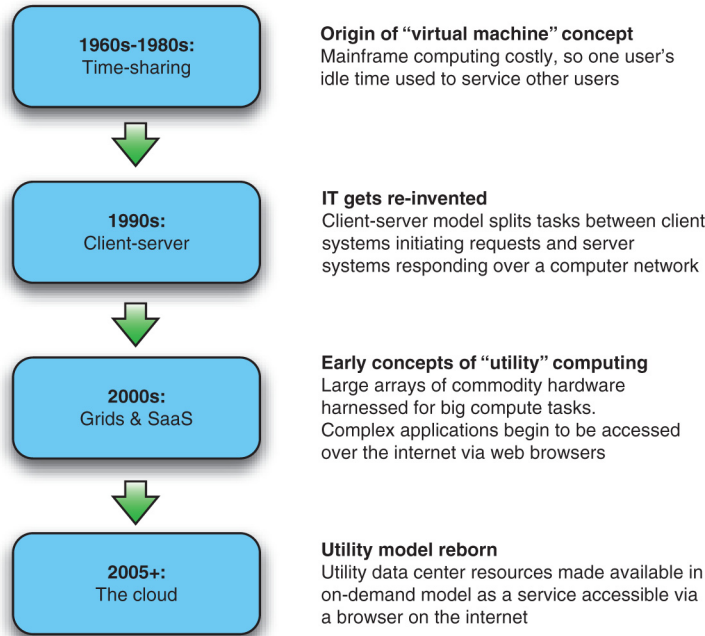 1960s-1980s:
Time-sharing
Origin of “virtual machine” concept
Mainframe computing costly, so one user’s
idle time used to service other users
1990s:
Client-server
IT gets re-invented
Client-server model splits tasks between client
systems initiating requests and server
systems responding over a computer network
2000s:
Grids & SaaS
Early concepts of “utility” computing
Large arrays of commodity hardware
harnessed for big compute tasks.
Complex applications begin to be accessed
over the internet via web browsers
2005+:
The cloud
Utility model reborn
Utility data center resources made available in
on-demand model as a service accessible via
a browser on the internet